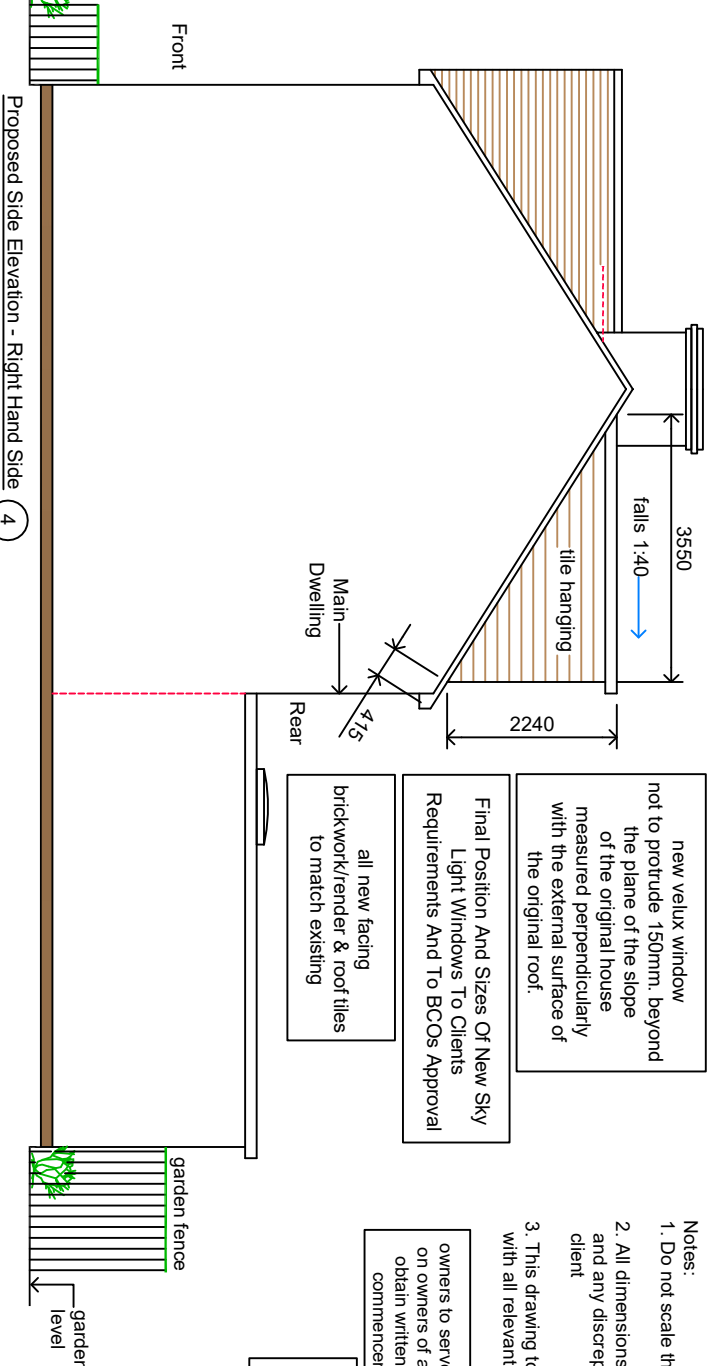 Front
3550
falls 1:40
tile hanging
2240
415
Main
Dwelling
Rear
Proposed Side Elevation - Right Hand Side
4
new velux window
not to protrude 150mm. beyond
the plane of the slope
of the original house
measured perpendicularly
with the external surface of
the original roof.
Final Position And Sizes Of New Sky
Light Windows To Clients
Requirements And To BCOs Approval
all new facing
brickwork/render & roof tiles
to match existing
garden fence
garden
level
Notes:
1. Do not scale
2. All dimensions
and any
client
3. This drawing
with all relevant
owners to serve
on owners of
obtain written